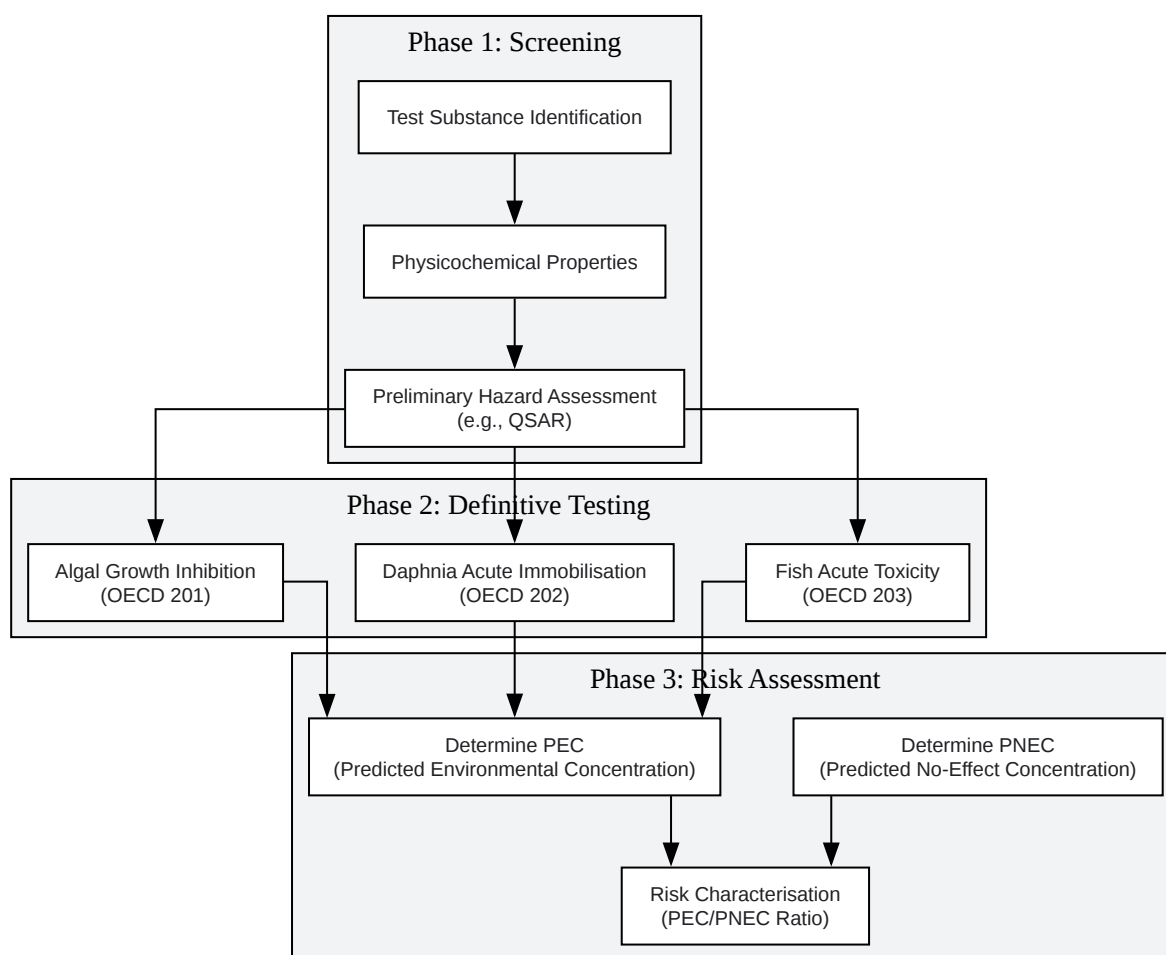 Phase 1: Screening
Test Substance Identification
Physicochemical Properties
Preliminary Hazard Assessment
(e.g., QSAR)
Phase 2: Definitive Testing
Algal Growth Inhibition
(OECD 201)
Daphnia Acute Immobilisation
(OECD 202)
Fish Acute Toxicity
(OECD 203)
Phase 3: Risk Assessment
Determine PEC
(Predicted Environmental Concentration)
Determine PNEC
(Predicted No-Effect Concentration)
Risk Characterisation
(PEC/PNEC Ratio)